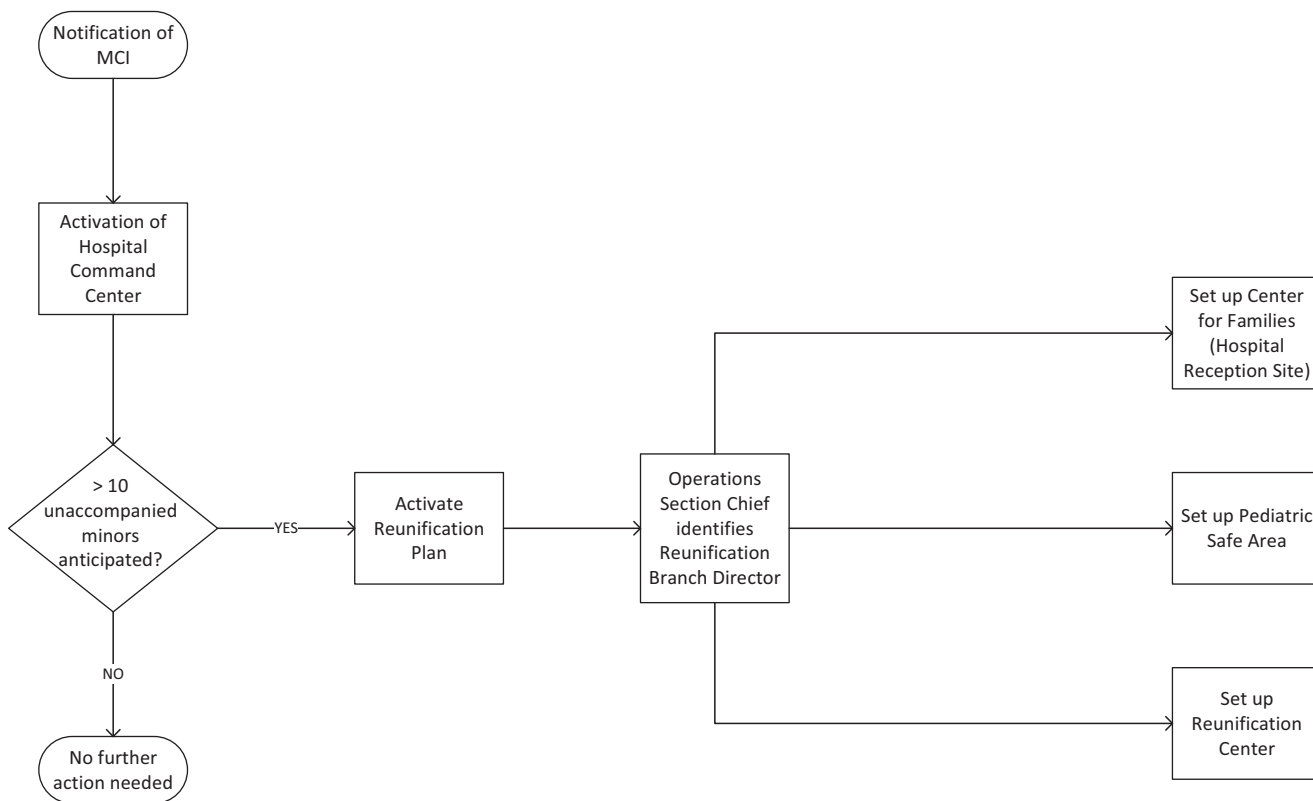 Notification of
MCI
Activation of
Hospital
Command
Center
> 10
unaccompanied
minors
anticipated?
YES
NO
No further
action needed
Activate
Reunification
Plan
Operations
Section Chief
identifies
Reunification
Branch Director
Set up Center
for Families
(Hospital
Reception Site)
Set up Pediatric
Safe Area
Set up
Reunification
Center